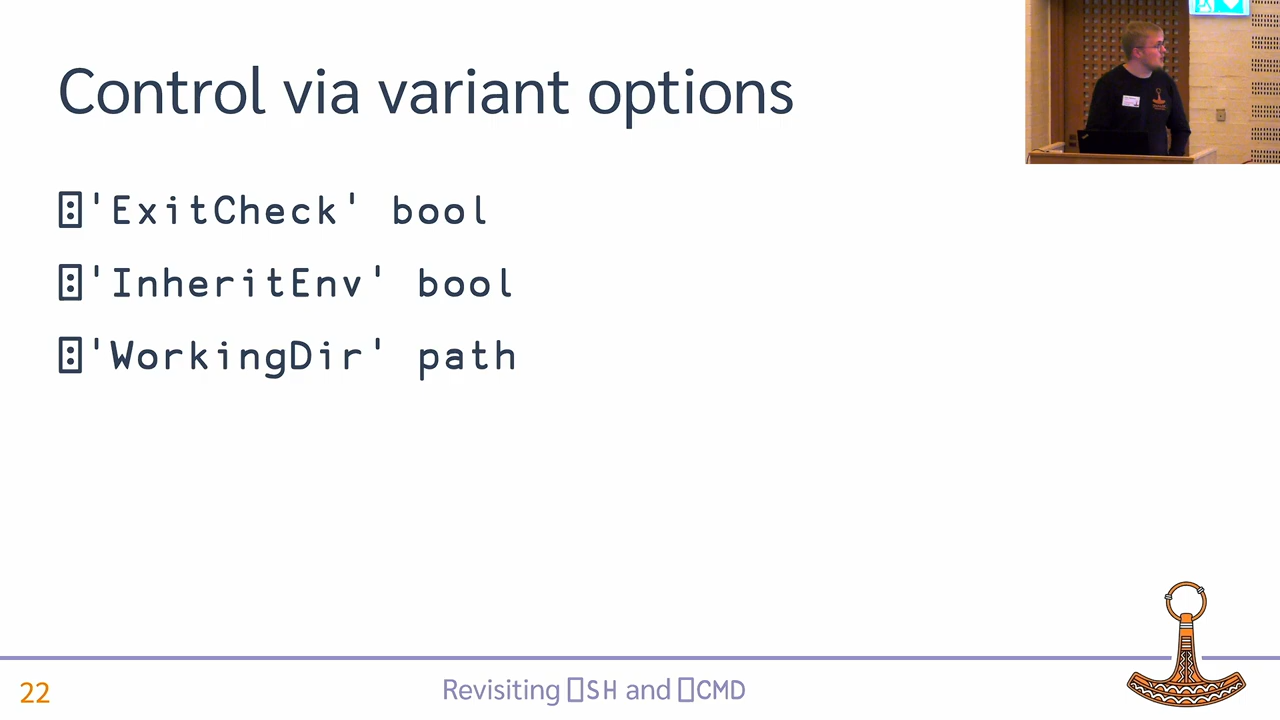 Control via variant options
⍠'ExitCheck' bool
⍠'InheritEnv' bool
⍠'WorkingDir' path
22
Revisiting ⎕SH and ⎕CMD